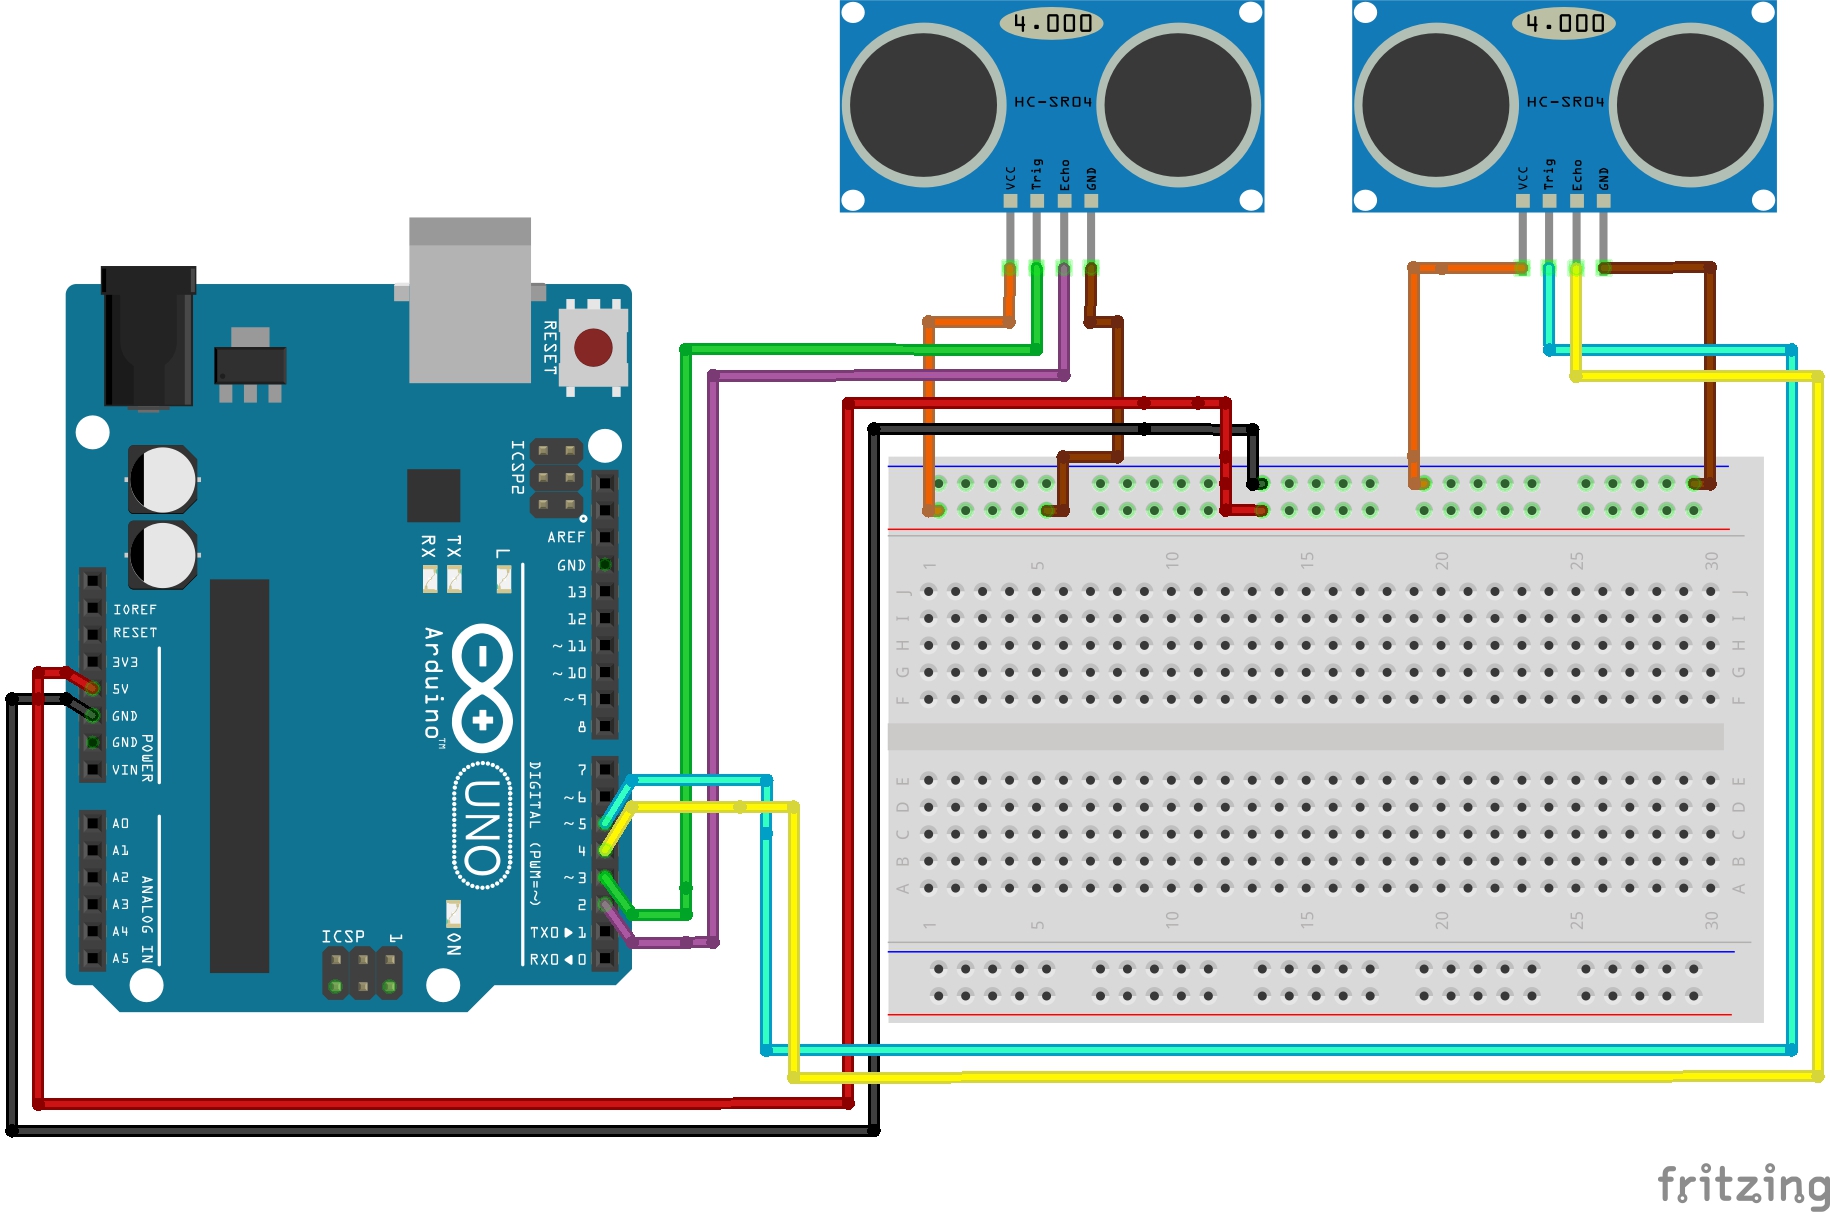 4.000
HC-SR04
VCC
Trig
Echo
GND
4.000
HC-SR04
VCC
Trig
Echo
GND
RESET
ICSP2
AREF
GND
13
12
~11
~10
~9
8
7
~6
~5
4
~3
2
TX0▶1
RX0◀0
DIGITAL (PWM=~)
RX
TX
L
Arduino™
UNO
IOREF
RESET
3V3
5V
GND
GND
VIN
POWER
A0
A1
A2
A3
A4
A5
ANALOG IN
ICSP
1
ON
1 5 10 15 20 25 30
J J
I I
H H
G G
F F
E E
D D
C C
B B
A A
1 5 10 15 20 25 30
fritzing